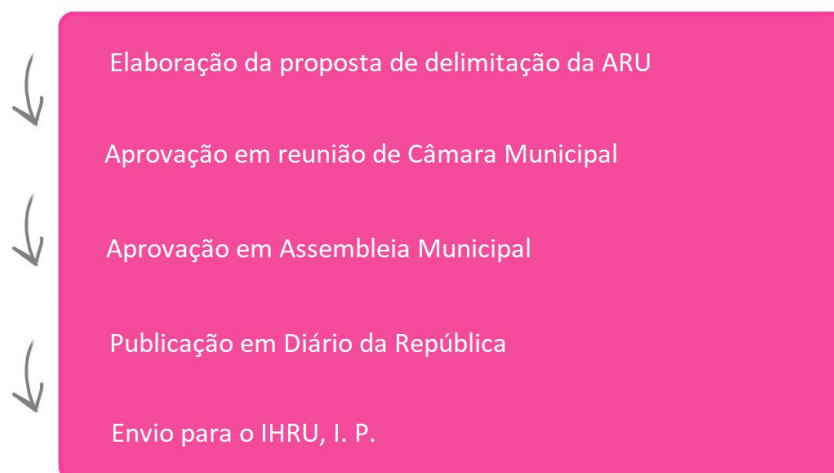 Elaboração da proposta de delimitação da ARU
Aprovação em reunião de Câmara Municipal
Aprovação em Assembleia Municipal
Publicação em Diário da República
Envio para o IHRU, I. P.